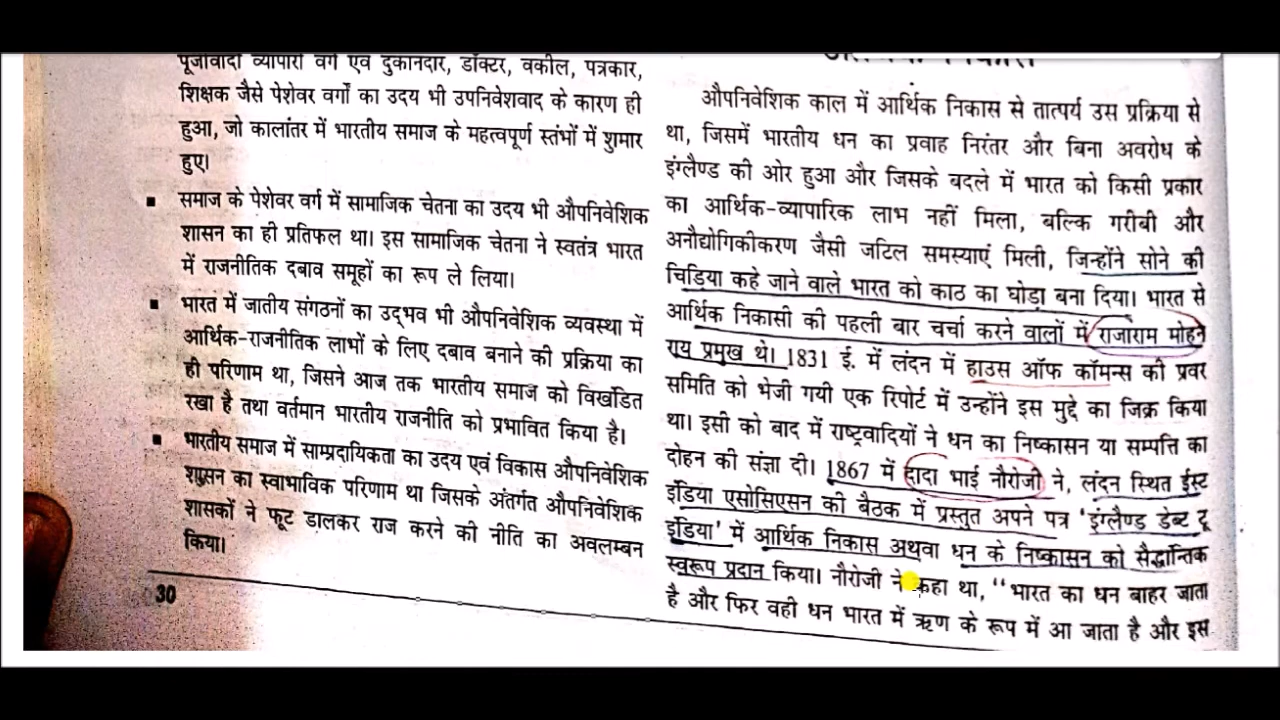 पूंजीवादी व्यापारी वर्ग एवं दुकानदार, डॉक्टर, वकील, पत्रकार,
शिक्षक जैसे पेशेवर वर्गों का उदय भी उपनिवेशवाद के कारण ही
हुआ, जो कालांतर में भारतीय समाज के महत्वपूर्ण स्तंभों में शुमार
हुए।
▪ समाज के पेशेवर वर्ग में सामाजिक चेतना का उदय भी औपनिवेशिक
शासन का ही प्रतिफल था। इस सामाजिक चेतना ने स्वतंत्र भारत
में राजनीतिक दबाव समूहों का रूप ले लिया।
▪ भारत में जातीय संगठनों का उद्भव भी औपनिवेशिक व्यवस्था में
आर्थिक-राजनीतिक लाभों के लिए दबाव बनाने की प्रक्रिया का
ही परिणाम था, जिसने आज तक भारतीय समाज को विखंडित
रखा है तथा वर्तमान भारतीय राजनीति को प्रभावित किया है।
▪ भारतीय समाज में साम्प्रदायिकता का उदय एवं विकास औपनिवेशिक
शासन का स्वाभाविक परिणाम था जिसके अंतर्गत औपनिवेशिक
शासकों ने फूट डालकर राज करने की नीति का अवलम्बन
किया।
30
औपनिवेशिक काल में आर्थिक निकास से तात्पर्य उस प्रक्रिया से
था, जिसमें भारतीय धन का प्रवाह निरंतर और बिना अवरोध के
इंग्लैण्ड की ओर हुआ और जिसके बदले में भारत को किसी प्रकार
का आर्थिक-व्यापारिक लाभ नहीं मिला, बल्कि गरीबी और
अनौद्योगिकीकरण जैसी जटिल समस्याएं मिली, जिन्होंने सोने की
चिडिया कहे जाने वाले भारत को काठ का घोड़ा बना दिया। भारत से
आर्थिक निकासी की पहली बार चर्चा करने वालों में राजाराम मोहन
राय प्रमुख थे। 1831 ई. में लंदन में हाउस ऑफ कॉमन्स की प्रवर
समिति को भेजी गयी एक रिपोर्ट में उन्होंने इस मुद्दे का जिक्र किया
था। इसी को बाद में राष्ट्रवादियों ने धन का निष्कासन या सम्पत्ति का
दोहन की संज्ञा दी। 1867 में दादा भाई नौरोजी ने, लंदन स्थित ईस्ट
इंडिया एसोसिएसन की बैठक में प्रस्तुत अपने पत्र 'इंग्लैण्ड डेब्ट टू
इंडिया' में आर्थिक निकास अथवा धन के निष्कासन को सैद्धान्तिक
स्वरूप प्रदान किया। नौरोजी ने कहा था, "भारत का धन बाहर जाता
है और फिर वही धन भारत में ऋण के रूप में आ जाता है और इस